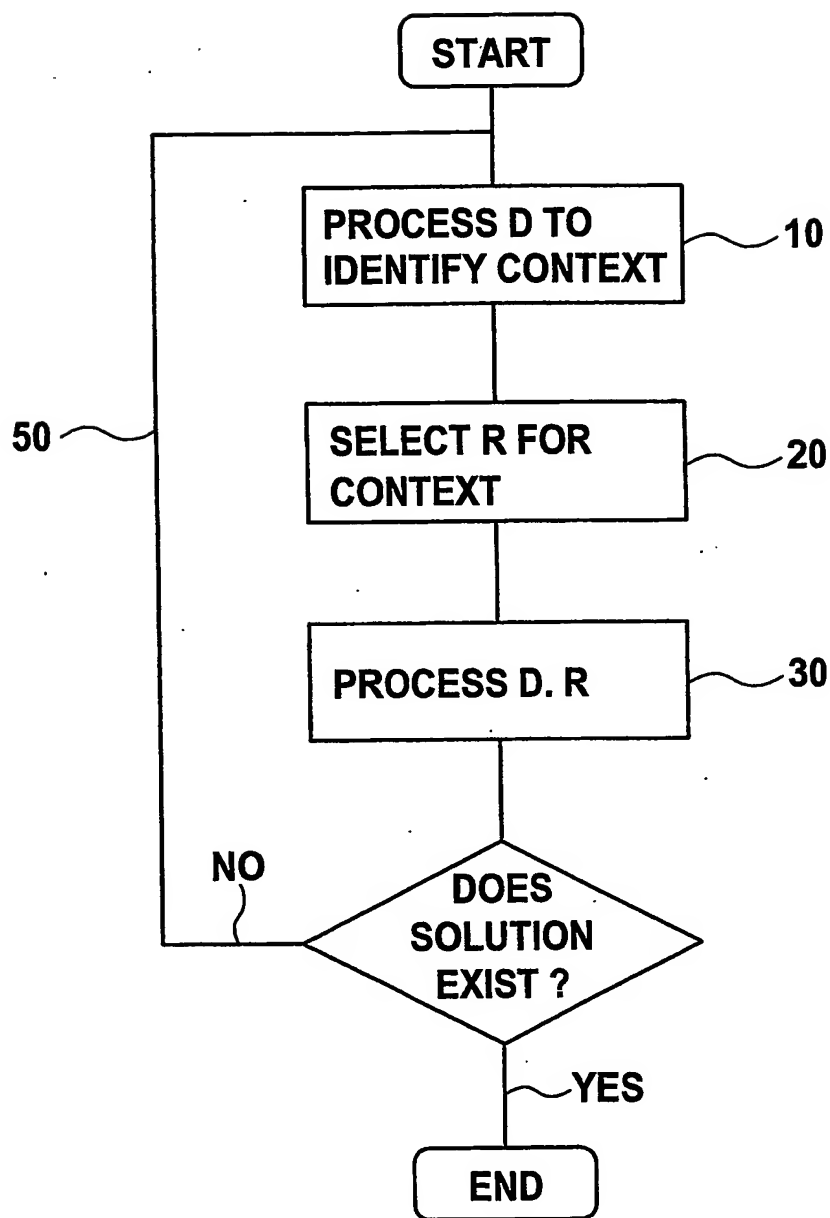 START
PROCESS D TO
IDENTIFY CONTEXT
10
50
SELECT R FOR
CONTEXT
20
PROCESS D. R
30
NO
DOES
SOLUTION
EXIST ?
YES
END